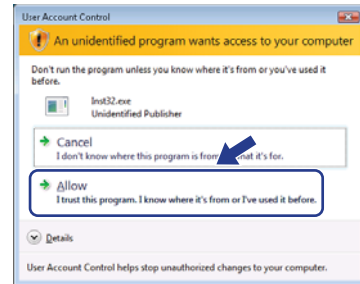 User Account Control
An unidentified program wants access to your computer
Don't run the program unless you know where it's from or you've used it
before.
Inst32.exe
Unidentified Publisher
Cancel
I don't know where this program is from hat it's for.
Allow
I trust this program. I know where it's from or I've used it before.
Details
User Account Control helps stop unauthorized changes to your computer.